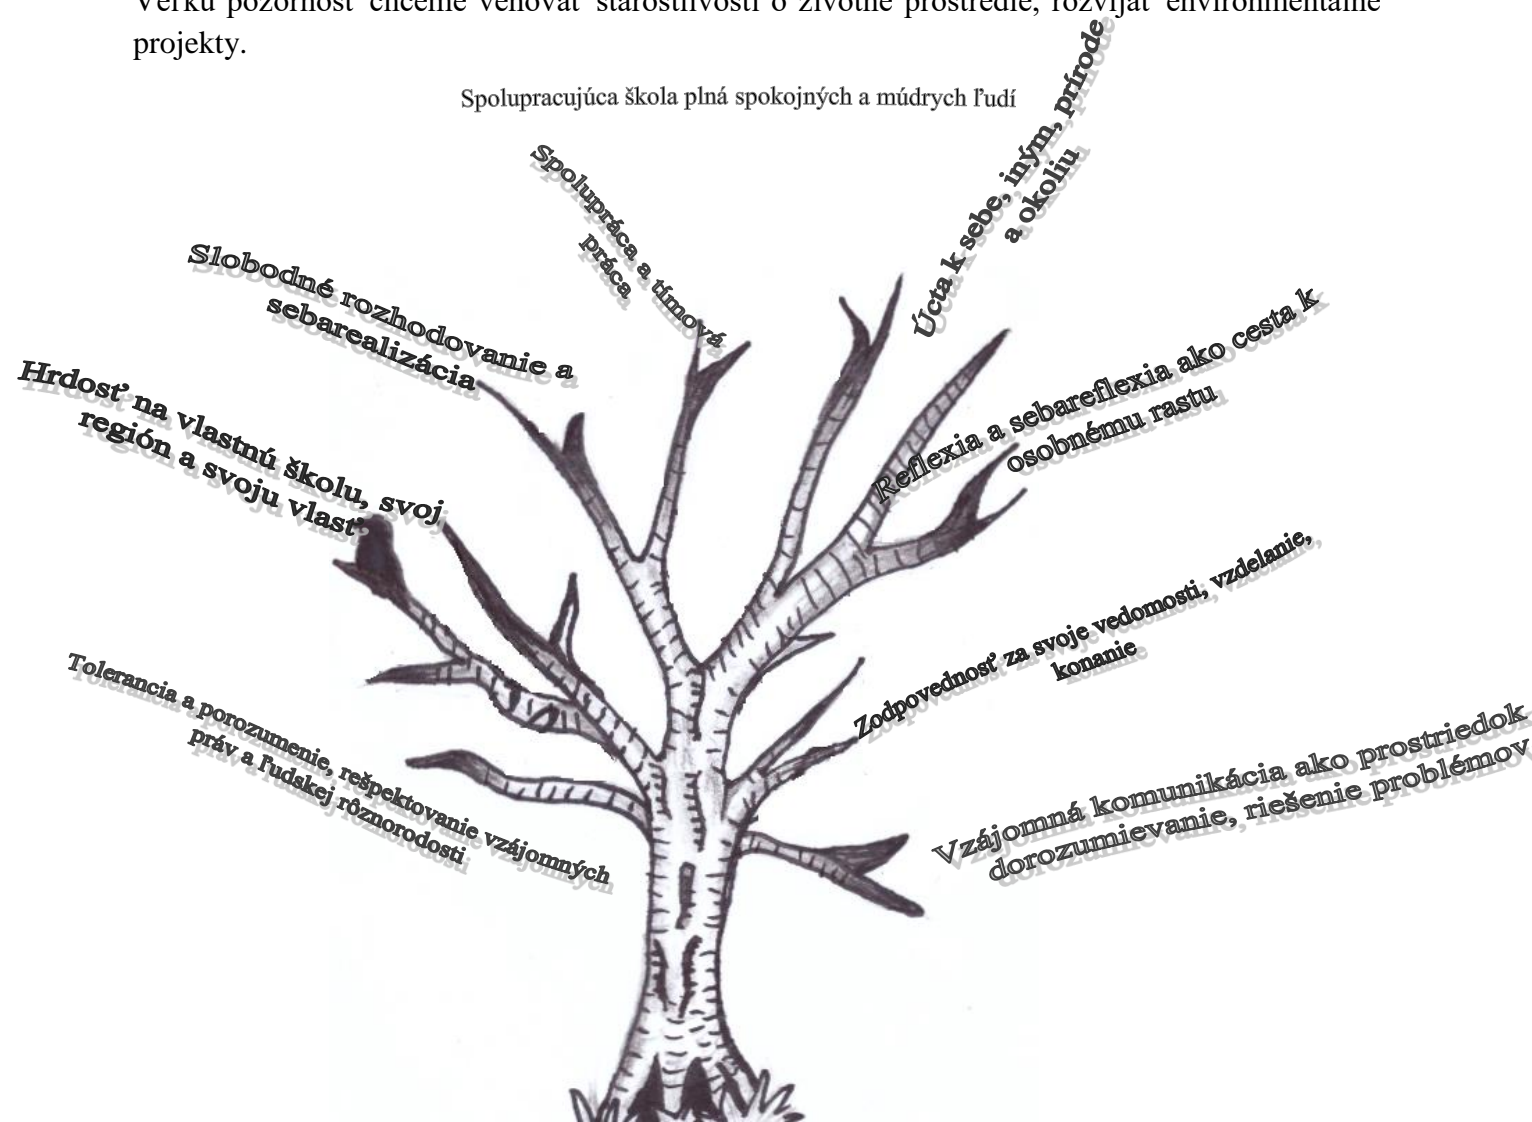 Veľkú pozornosť chceme venovať starostlivosti o životné prostredie, rozvíjať environmentálne
projekty.
Spolupracujúca škola plná spokojných a múdrych ľudí
Úcta k sebe, iným, prírode
a okoliu
Spolupráca a tímová
práca
Slobodné rozhodovanie a
sebarealizácia
Reflexia a sebareflexia ako cesta k
osobnému rastu
Hrdosť na vlastnú školu, svoj
región a svoju vlasť
Zodpovednosť za svoje vedomosti, vzdelanie,
konanie
Tolerancia a porozumenie, rešpektovanie vzájomných
práv a ľudskej rôznorodosti
Vzájomná komunikácia ako prostriedok
dorozumievanie, riešenie problémov